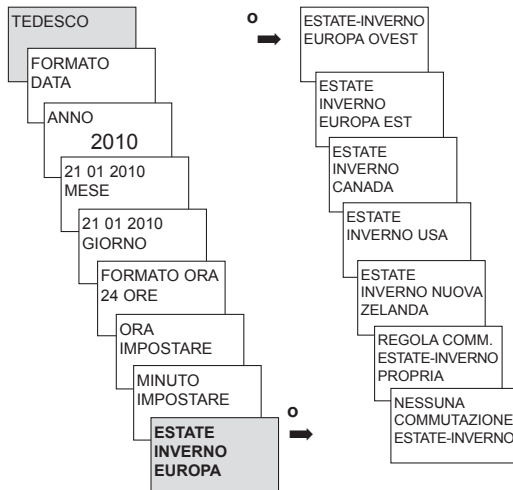 TEDESCO
FORMATO
DATA
ANNO
2010
21 01 2010
MESE
21 01 2010
GIORNO
FORMATO ORA
24 ORE
ORA
IMPOSTARE
MINUTO
IMPOSTARE
ESTATE
INVERNO
EUROPA
o
o
ESTATE-INVERNO
EUROPA OVEST
ESTATE
INVERNO
EUROPA EST
ESTATE
INVERNO
CANADA
ESTATE
INVERNO USA
ESTATE
INVERNO NUOVA
ZELANDA
REGOLA COMM.
ESTATE-INVERNO
PROPRIA
NESSUNA
COMMUTAZIONE
ESTATE-INVERNO